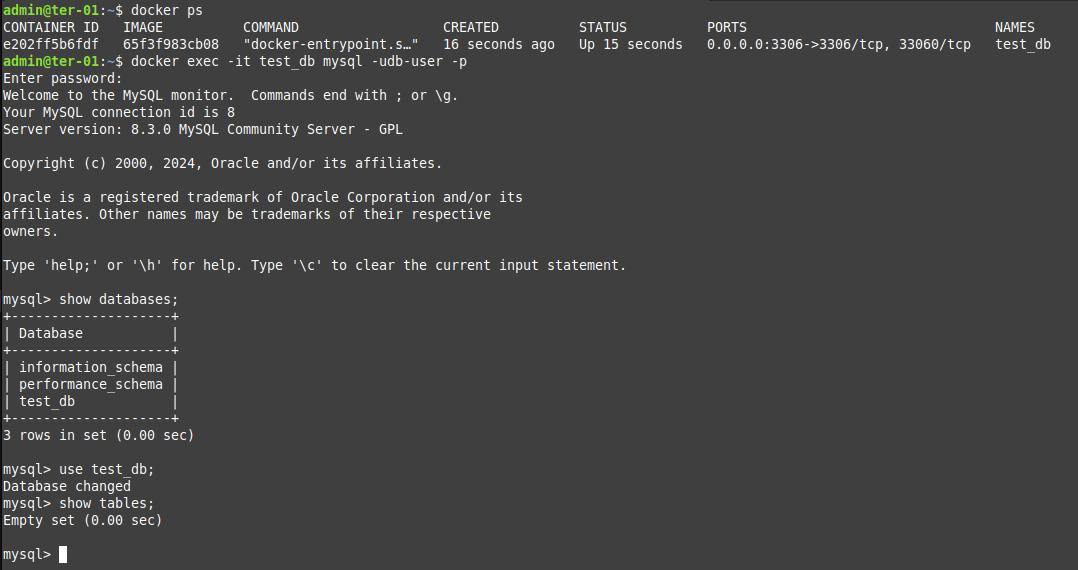 admin@ter-01:~$ docker ps
CONTAINER ID   IMAGE          COMMAND                  CREATED          STATUS          PORTS                               NAMES
e202ff5b6fdf   65f3f983cb08   "docker-entrypoint.s…"   16 seconds ago   Up 15 seconds   0.0.0.0:3306->3306/tcp, 33060/tcp   test_db
admin@ter-01:~$ docker exec -it test_db mysql -udb-user -p
Enter password:
Welcome to the MySQL monitor.  Commands end with ; or \g.
Your MySQL connection id is 8
Server version: 8.3.0 MySQL Community Server - GPL

Copyright (c) 2000, 2024, Oracle and/or its affiliates.

Oracle is a registered trademark of Oracle Corporation and/or its
affiliates. Other names may be trademarks of their respective
owners.

Type 'help;' or '\h' for help. Type '\c' to clear the current input statement.

mysql> show databases;
+--------------------+
| Database           |
+--------------------+
| information_schema |
| performance_schema |
| test_db            |
+--------------------+
3 rows in set (0.00 sec)

mysql> use test_db;
Database changed
mysql> show tables;
Empty set (0.00 sec)

mysql>